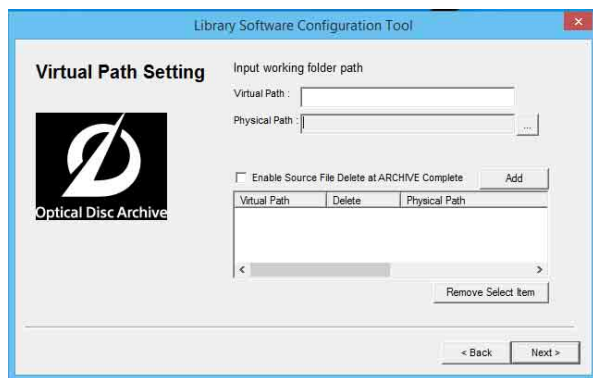 Library Software Configuration Tool
Virtual Path Setting
Input working folder path
Virtual Path :
Physical Path :
...
Enable Source File Delete at ARCHIVE Complete
Add
Optical Disc Archive
Virtual Path Delete Physical Path
Remove Select Item
< Back Next >